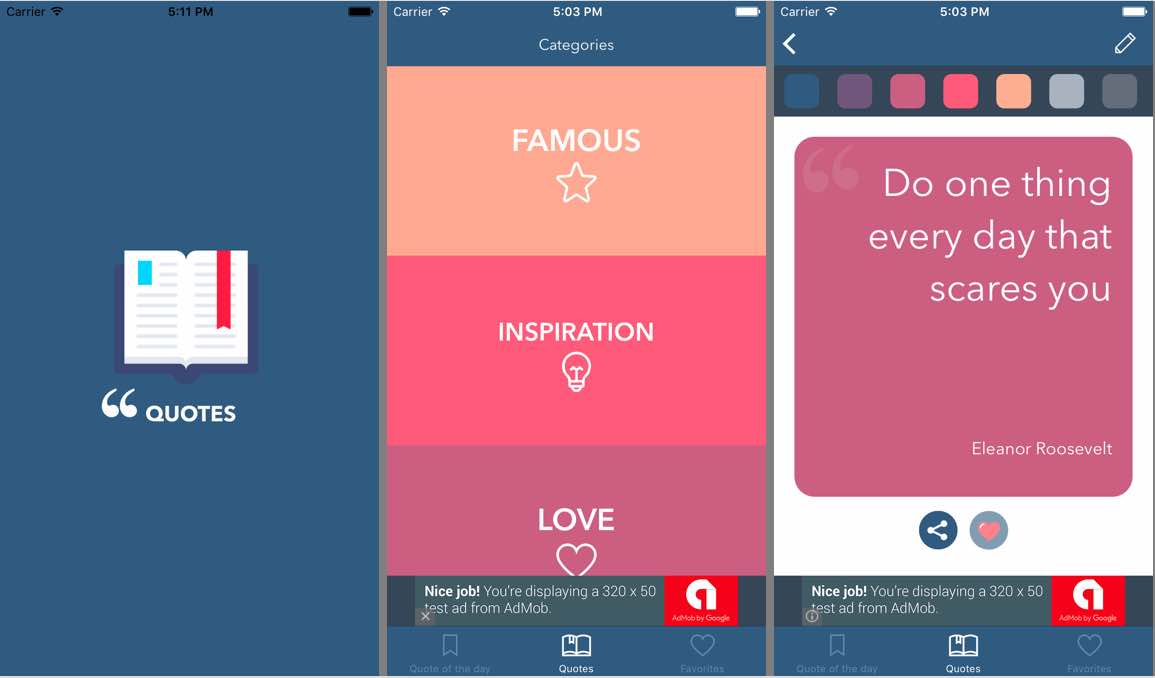 Carrier 5:11 PM
“ QUOTES
Carrier 5:03 PM
Categories
FAMOUS
INSPIRATION
LOVE
Nice job! You're displaying a 320 x 50
test ad from AdMob.
AdMob by Google
Quote of the day Quotes Favorites
Carrier 5:03 PM
“
Do one thing
every day that
scares you
Eleanor Roosevelt
Nice job! You're displaying a 320 x 50
test ad from AdMob.
AdMob by Google
Quote of the day Quotes Favorites